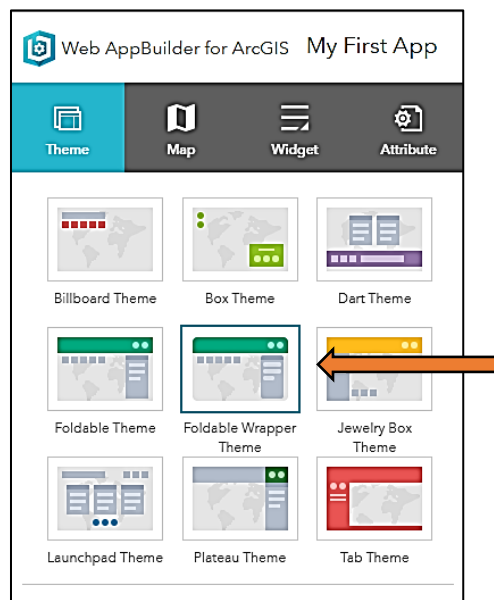 Web AppBuilder for ArcGIS My First App
Theme Map Widget Attribute
Billboard Theme Box Theme Dart Theme
Foldable Theme Foldable Wrapper Theme Jewelry Box Theme
Launchpad Theme Plateau Theme Tab Theme